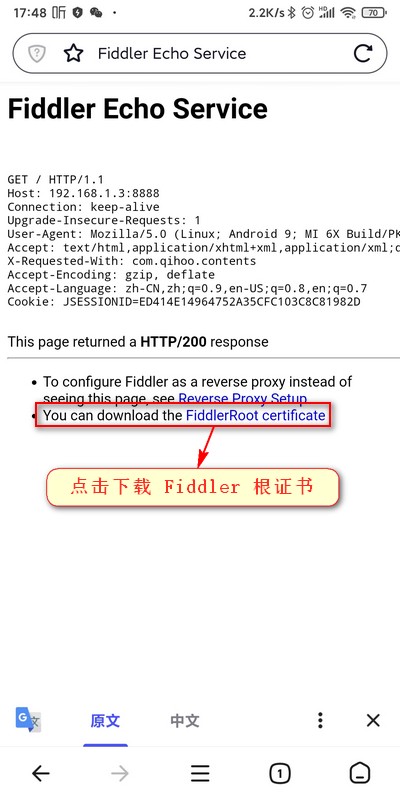 17:48 听
2.2K/s HD 70
Fiddler Echo Service
Fiddler Echo Service
GET / HTTP/1.1
Host: 192.168.1.3:8888
Connection: keep-alive
Upgrade-Insecure-Requests: 1
User-Agent: Mozilla/5.0 (Linux; Android 9; MI 6X Build/PK
Accept: text/html,application/xhtml+xml,application/xml;q
X-Requested-With: com.qihoo.contents
Accept-Encoding: gzip, deflate
Accept-Language: zh-CN,zh;q=0.9,en-US;q=0.8,en;q=0.7
Cookie: JSESSIONID=ED414E14964752A35CFC103C8C81982D
This page returned a HTTP/200 response
• To configure Fiddler as a reverse proxy instead of
seeing this page, see Reverse Proxy Setup
• You can download the FiddlerRoot certificate
点击下载 Fiddler 根证书
G 文 原文 中文
1